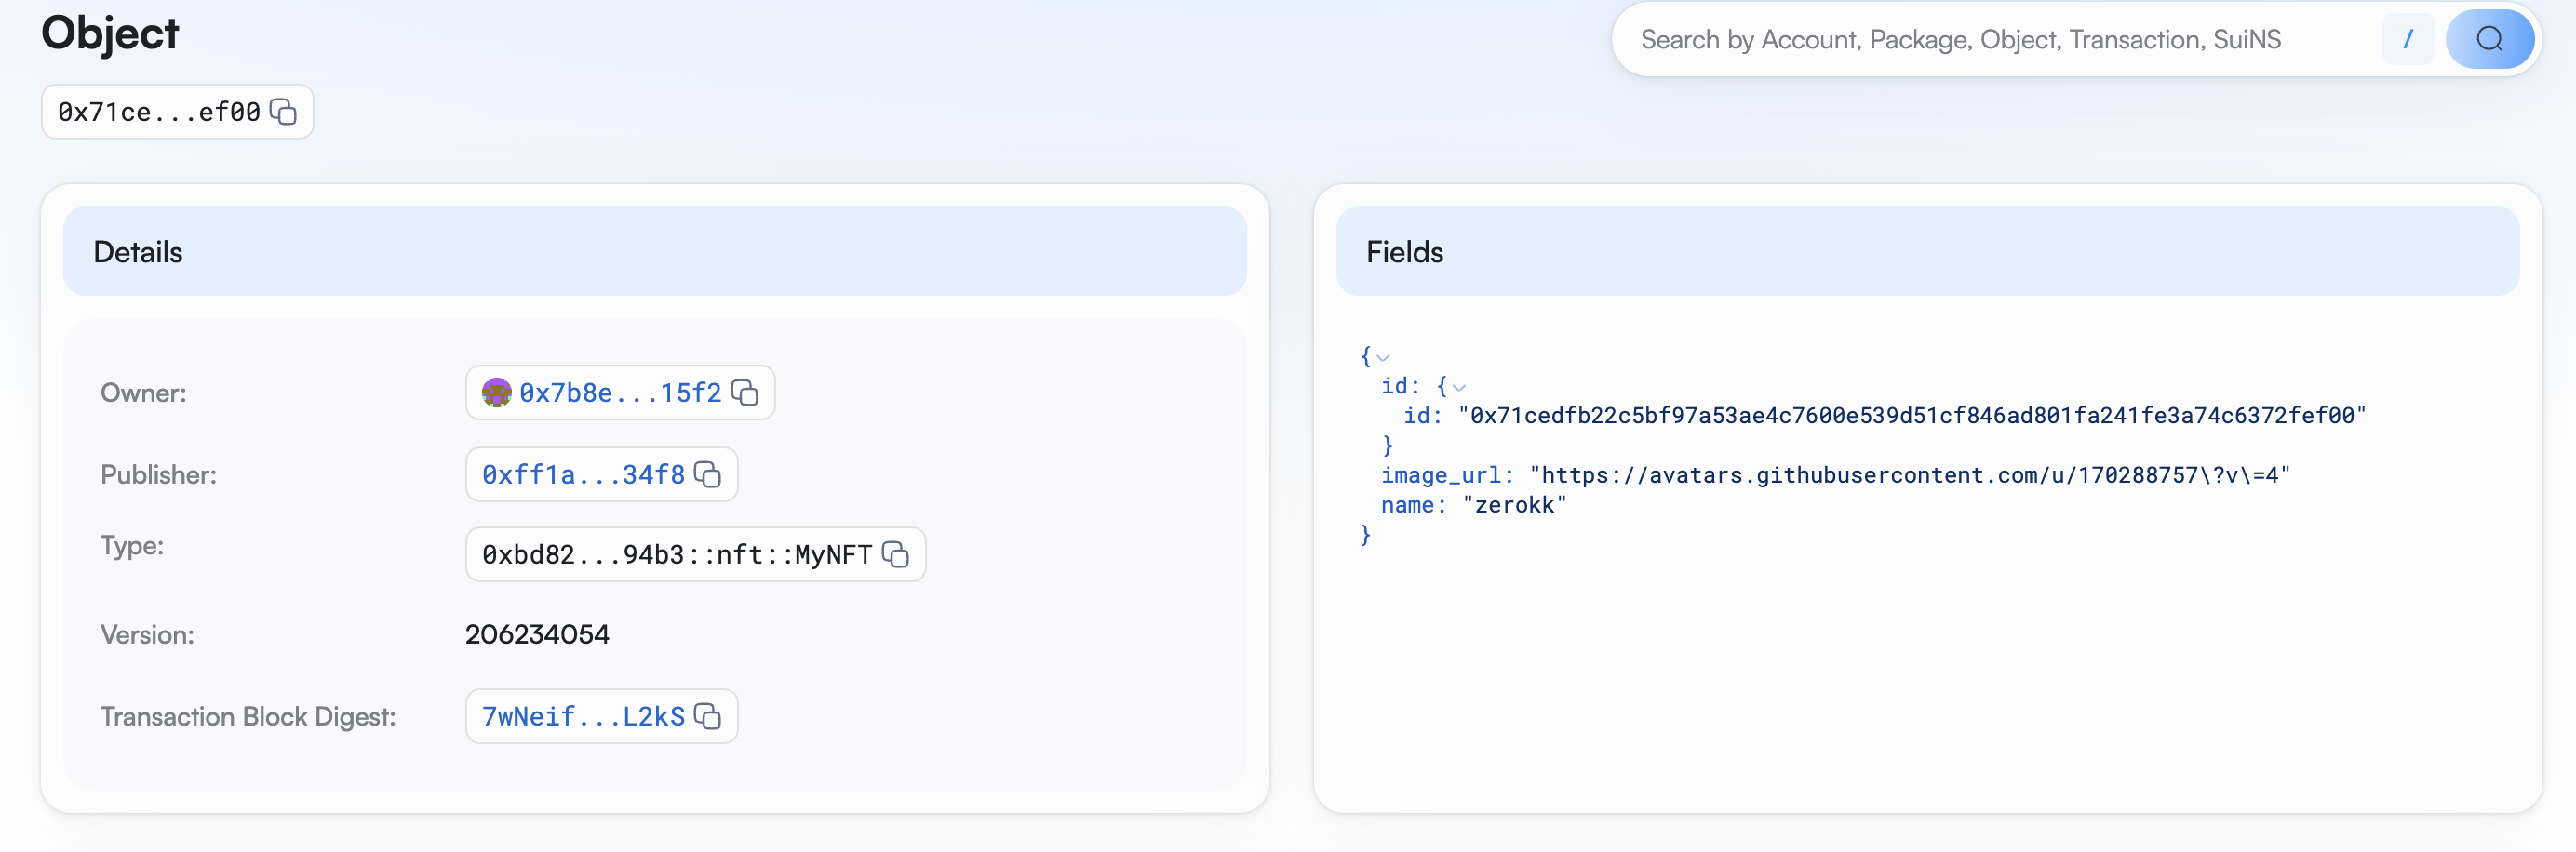 Object
Search by Account, Package, Object, Transaction, SuiNS
/
0x71ce...ef00
Details
Owner:
0x7b8e...15f2
Publisher:
0xff1a...34f8
Type:
0xbd82...94b3::nft::MyNFT
Version:
206234054
Transaction Block Digest:
7wNeif...L2kS
Fields
{
id: {
id: "0x71cedfb22c5bf97a53ae4c7600e539d51cf846ad801fa241fe3a74c6372fef00"
}
image_url: "https://avatars.githubusercontent.com/u/170288757\?v\=4"
name: "zerokk"
}